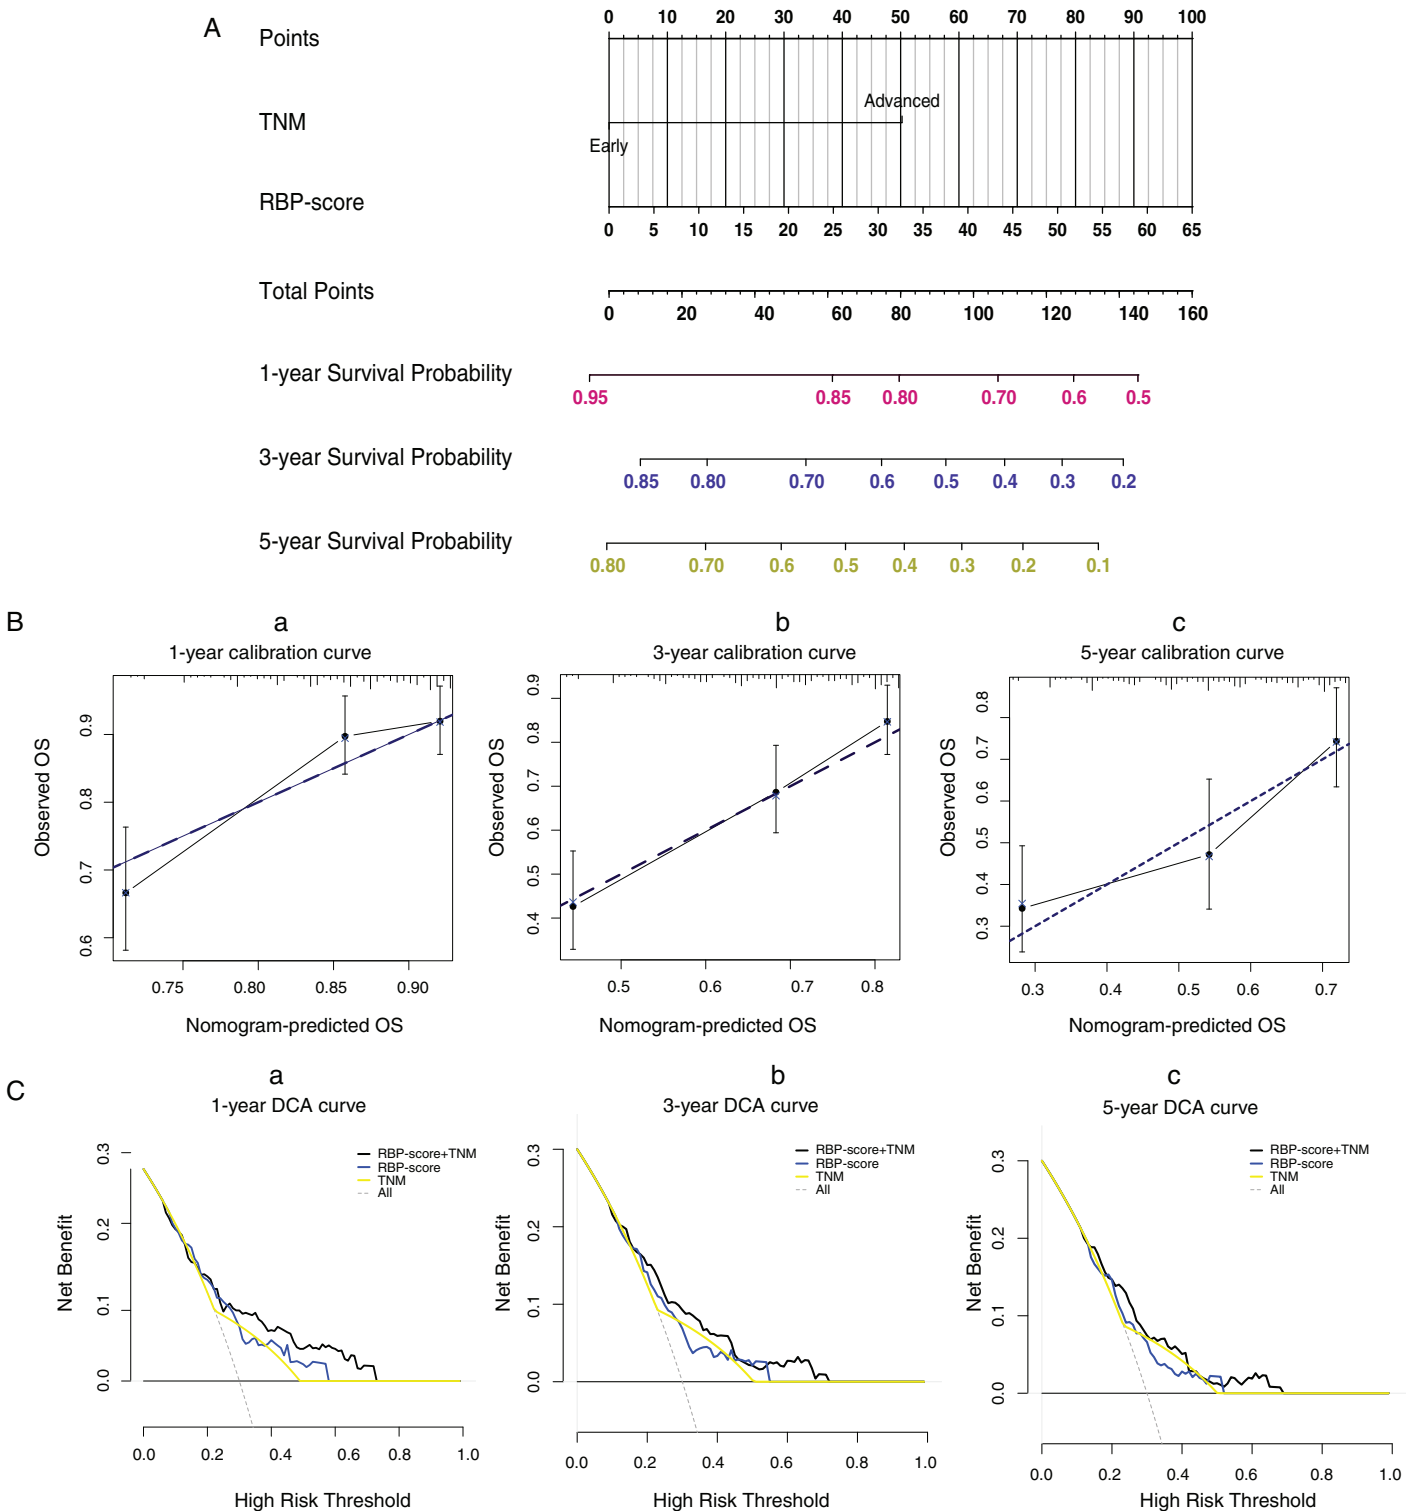 A
Points
0 10 20 30 40 50 60 70 80 90 100
TNM
Advanced
Early
RBP-score
0 5 10 15 20 25 30 35 40 45 50 55 60 65
Total Points
0 20 40 60 80 100 120 140 160
1-year Survival Probability
0.95 0.85 0.80 0.70 0.6 0.5
3-year Survival Probability
0.85 0.80 0.70 0.6 0.5 0.4 0.3 0.2
5-year Survival Probability
0.80 0.70 0.6 0.5 0.4 0.3 0.2 0.1
B
a
1-year calibration curve
Observed OS
0.9
0.8
0.7
0.6
0.75 0.80 0.85 0.90
Nomogram-predicted OS
b
3-year calibration curve
Observed OS
0.9
0.8
0.7
0.6
0.5
0.4
0.5 0.6 0.7 0.8
Nomogram-predicted OS
c
5-year calibration curve
Observed OS
0.8
0.7
0.6
0.5
0.4
0.3
0.3 0.4 0.5 0.6 0.7
Nomogram-predicted OS
C
a
1-year DCA curve
RBP-score+TNM
RBP-score
TNM
All
Net Benefit
0.3
0.2
0.1
0.0
0.0 0.2 0.4 0.6 0.8 1.0
High Risk Threshold
b
3-year DCA curve
RBP-score+TNM
RBP-score
TNM
All
Net Benefit
0.3
0.2
0.1
0.0
0.0 0.2 0.4 0.6 0.8 1.0
High Risk Threshold
c
5-year DCA curve
RBP-score+TNM
RBP-score
TNM
All
Net Benefit
0.3
0.2
0.1
0.0
0.0 0.2 0.4 0.6 0.8 1.0
High Risk Threshold